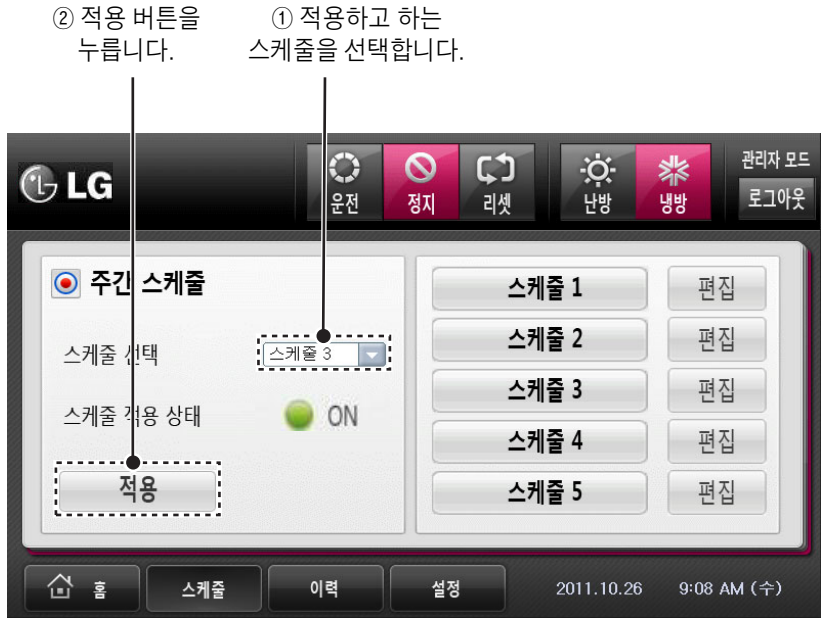 ② 적용 버튼을
누릅니다.
① 적용하고 하는
스케줄을 선택합니다.
LG
운전
정지
리셋
난방
냉방
관리자 모드
로그아웃
주간 스케줄
스케줄 선택
스케줄 3
스케줄 적용 상태
ON
적용
스케줄 1
편집
스케줄 2
편집
스케줄 3
편집
스케줄 4
편집
스케줄 5
편집
홈
스케줄
이력
설정
2011.10.26
9:08 AM (수)